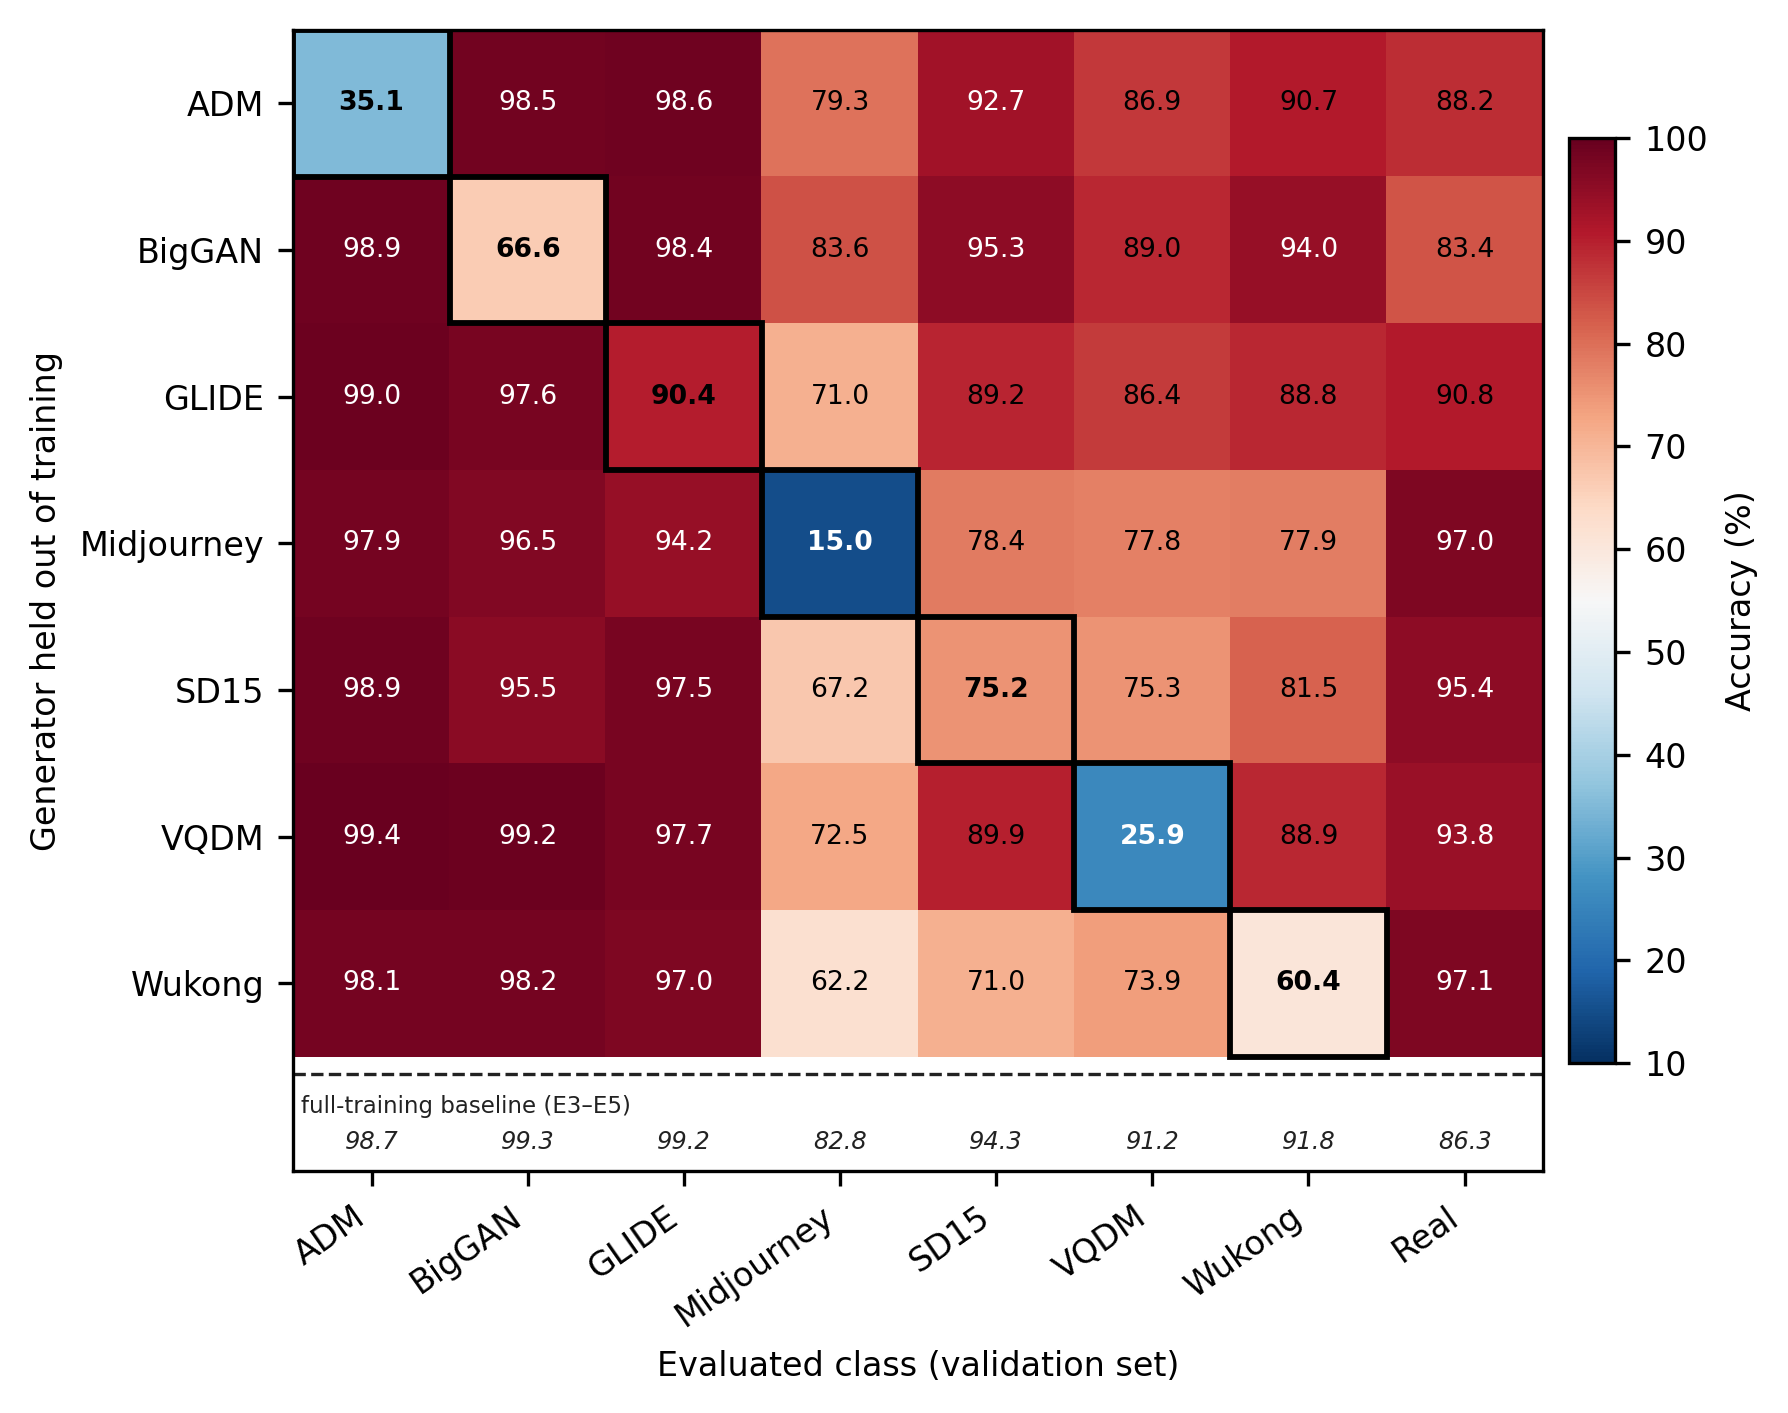 ADM 35.1 98.5 98.6 79.3 92.7 86.9 90.7 88.2
BigGAN 98.9 66.6 98.4 83.6 95.3 89.0 94.0 83.4
GLIDE 99.0 97.6 90.4 71.0 89.2 86.4 88.8 90.8
Midjourney 97.9 96.5 94.2 15.0 78.4 77.8 77.9 97.0
SD15 98.9 95.5 97.5 67.2 75.2 75.3 81.5 95.4
VQDM 99.4 99.2 97.7 72.5 89.9 25.9 88.9 93.8
Wukong 98.1 98.2 97.0 62.2 71.0 73.9 60.4 97.1
full-training baseline (E3–E5)
98.7 99.3 99.2 82.8 94.3 91.2 91.8 86.3
ADM BigGAN GLIDE Midjourney SD15 VQDM Wukong Real
Evaluated class (validation set)
Generator held out of training
100
90
80
70
60
50
40
30
20
10
Accuracy (%)